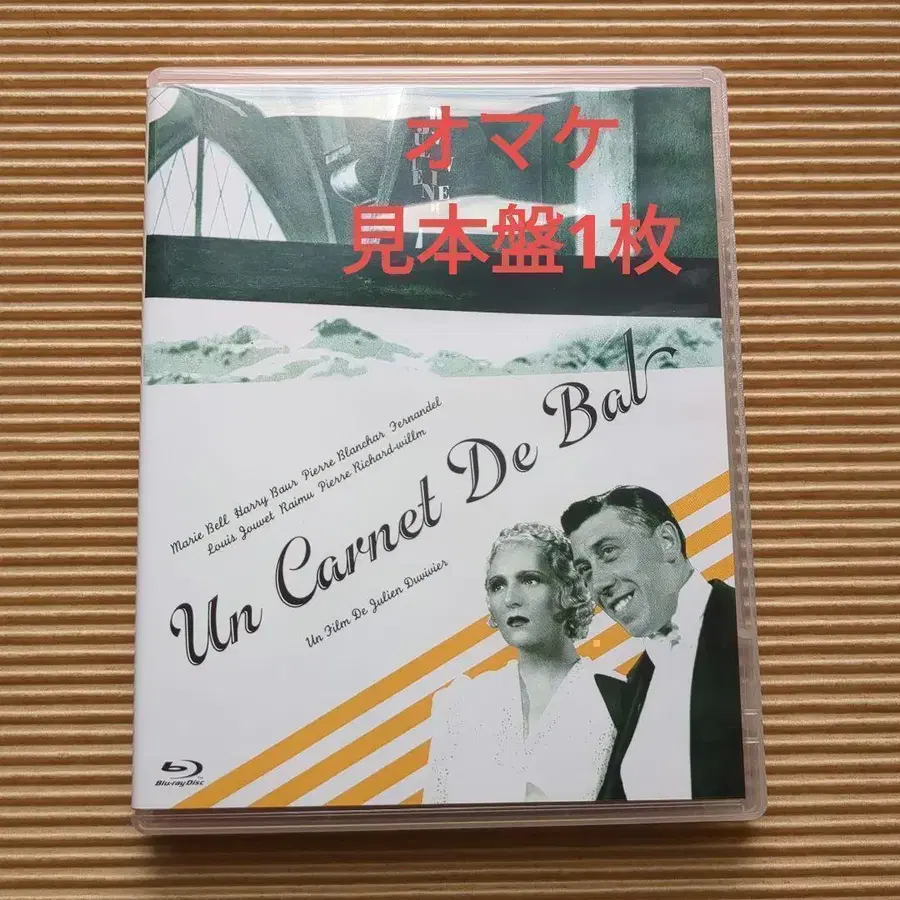 オマケ
見本盤1枚
Marie Bell Harry Baur Pierre Blanchar Fernandel
Louis Jouvet Raimu Pierre Richard-willm
Un Carnet De Bal
Un Film De Julien Duvivier
Blu-ray Disc